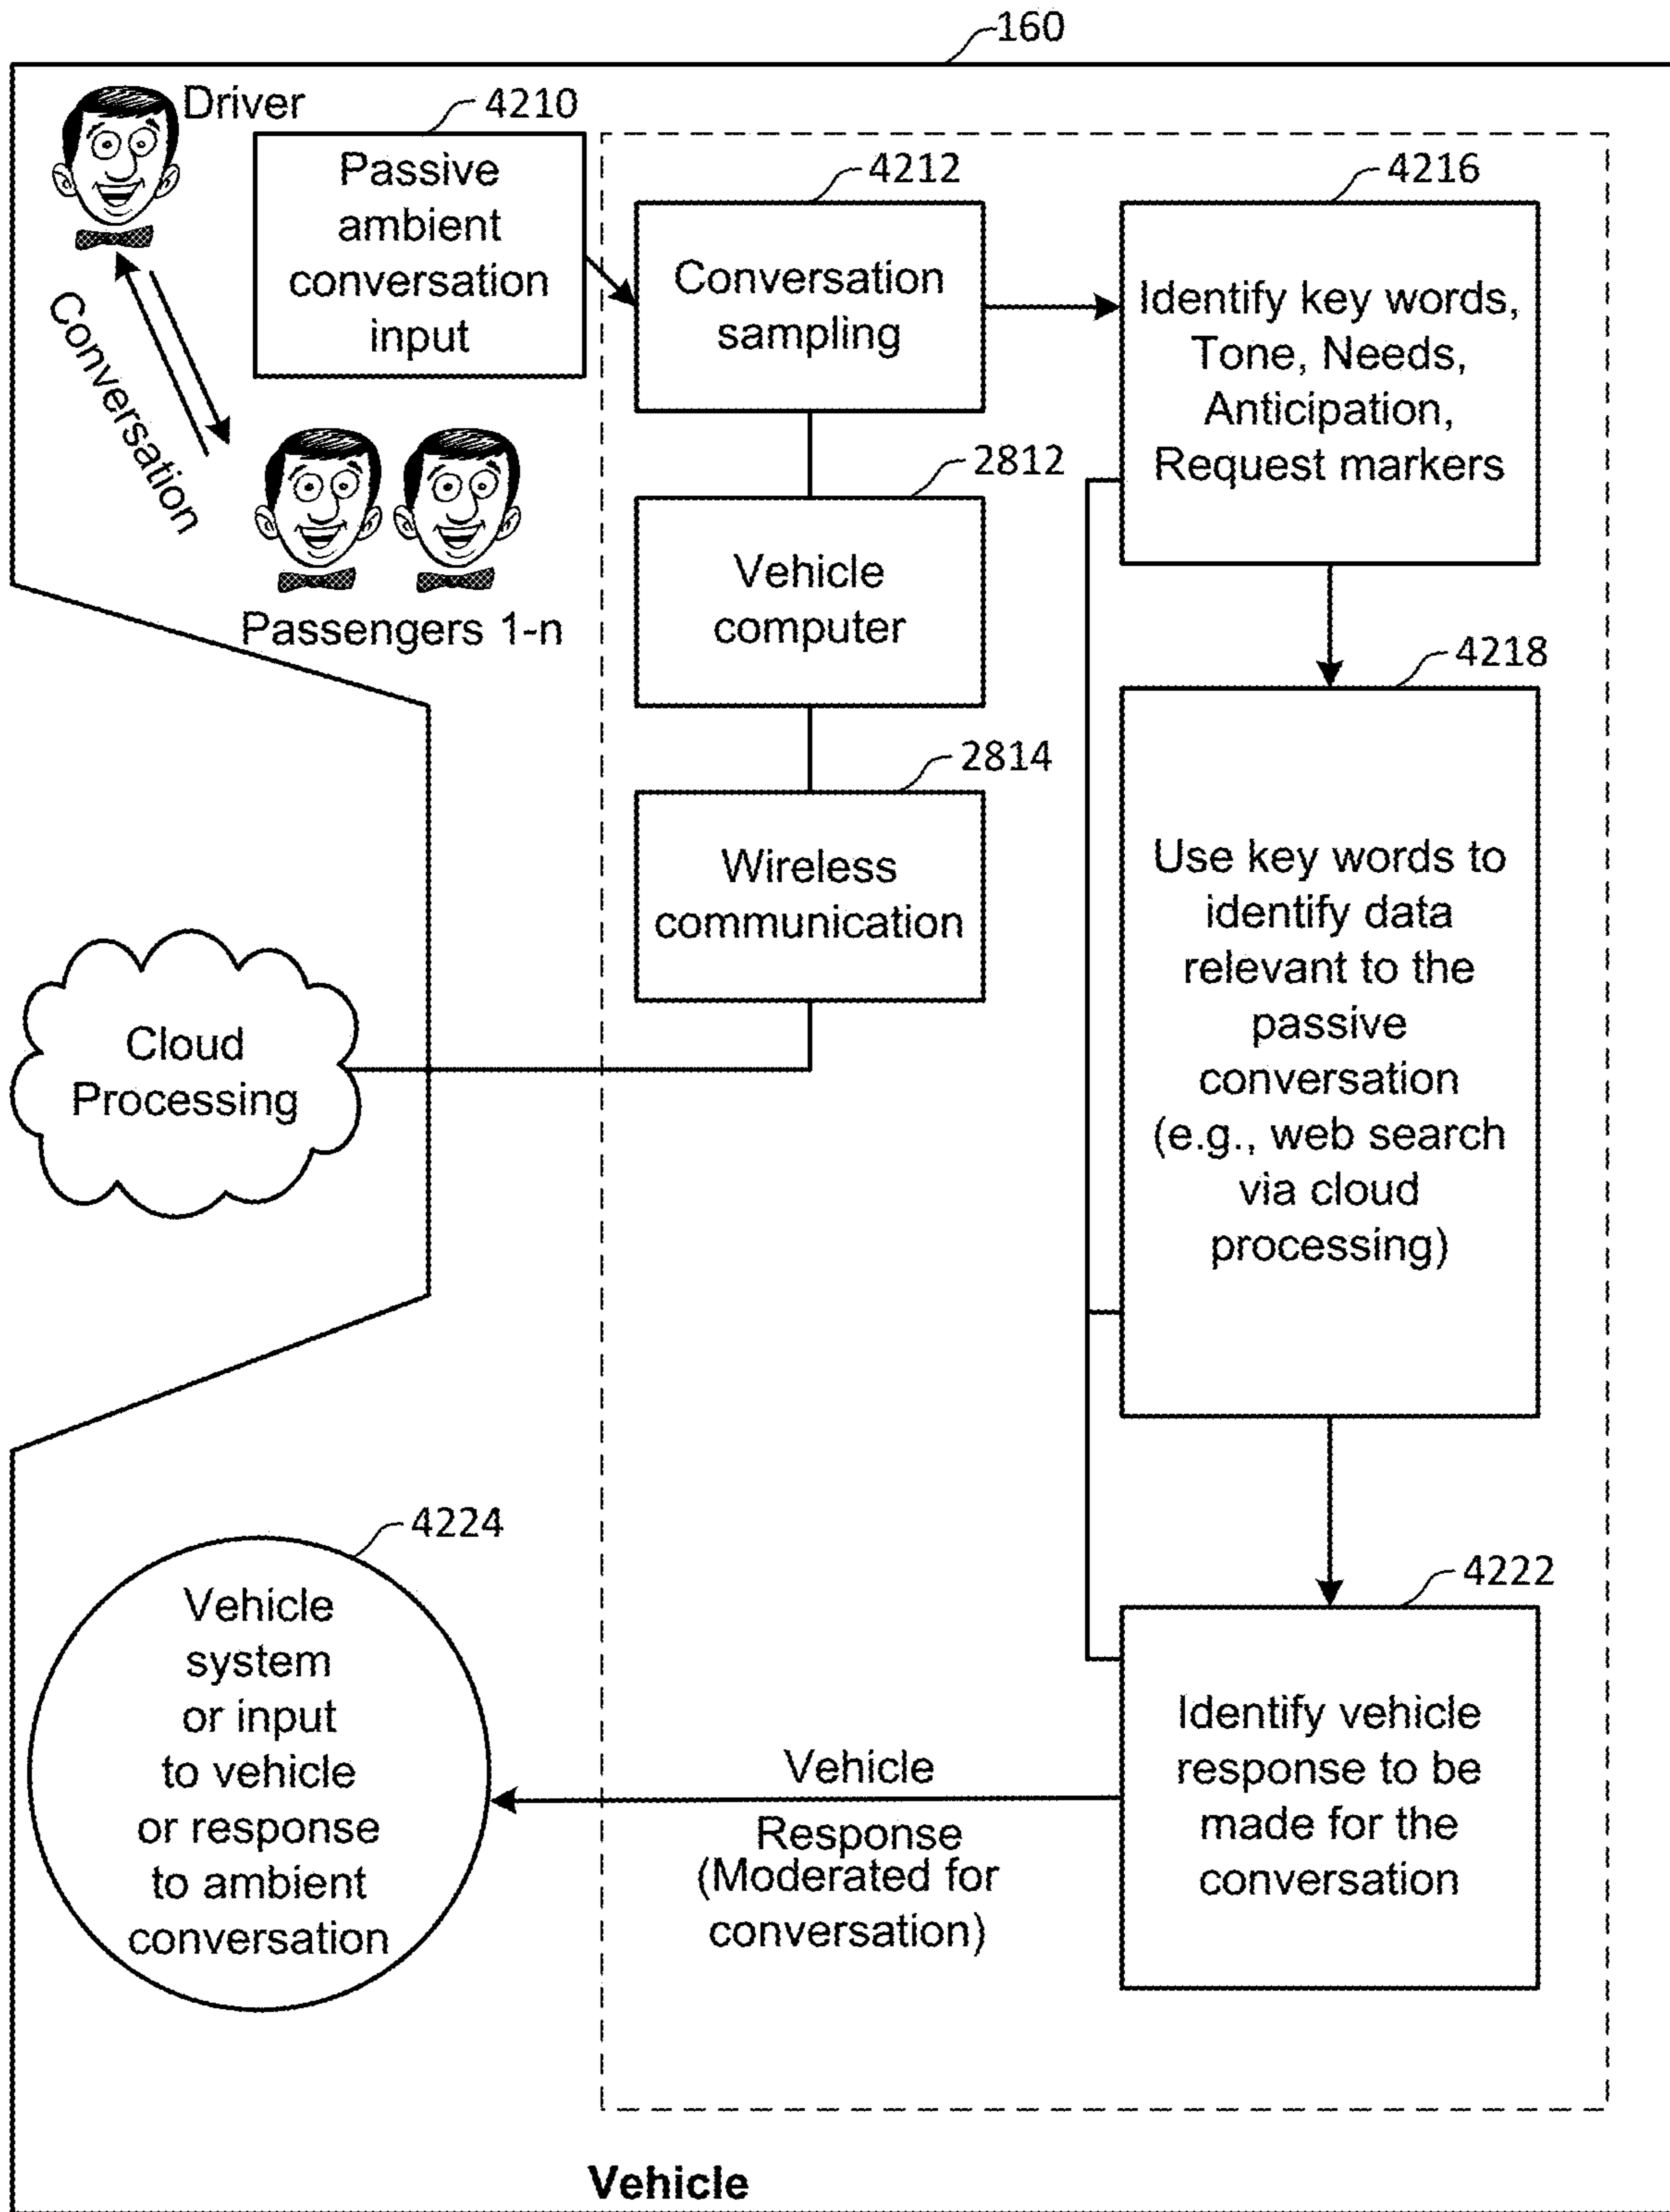 160
Driver
4210
Passive
ambient
conversation
input
Conversation
Passengers 1-n
4212
Conversation
sampling
2812
Vehicle
computer
2814
Wireless
communication
Cloud
Processing
4216
Identify key words,
Tone, Needs,
Anticipation,
Request markers
4218
Use key words to
identify data
relevant to the
passive
conversation
(e.g., web search
via cloud
processing)
4222
Identify vehicle
response to be
made for the
conversation
Vehicle
Response
(Moderated for
conversation)
4224
Vehicle
system
or input
to vehicle
or response
to ambient
conversation
Vehicle